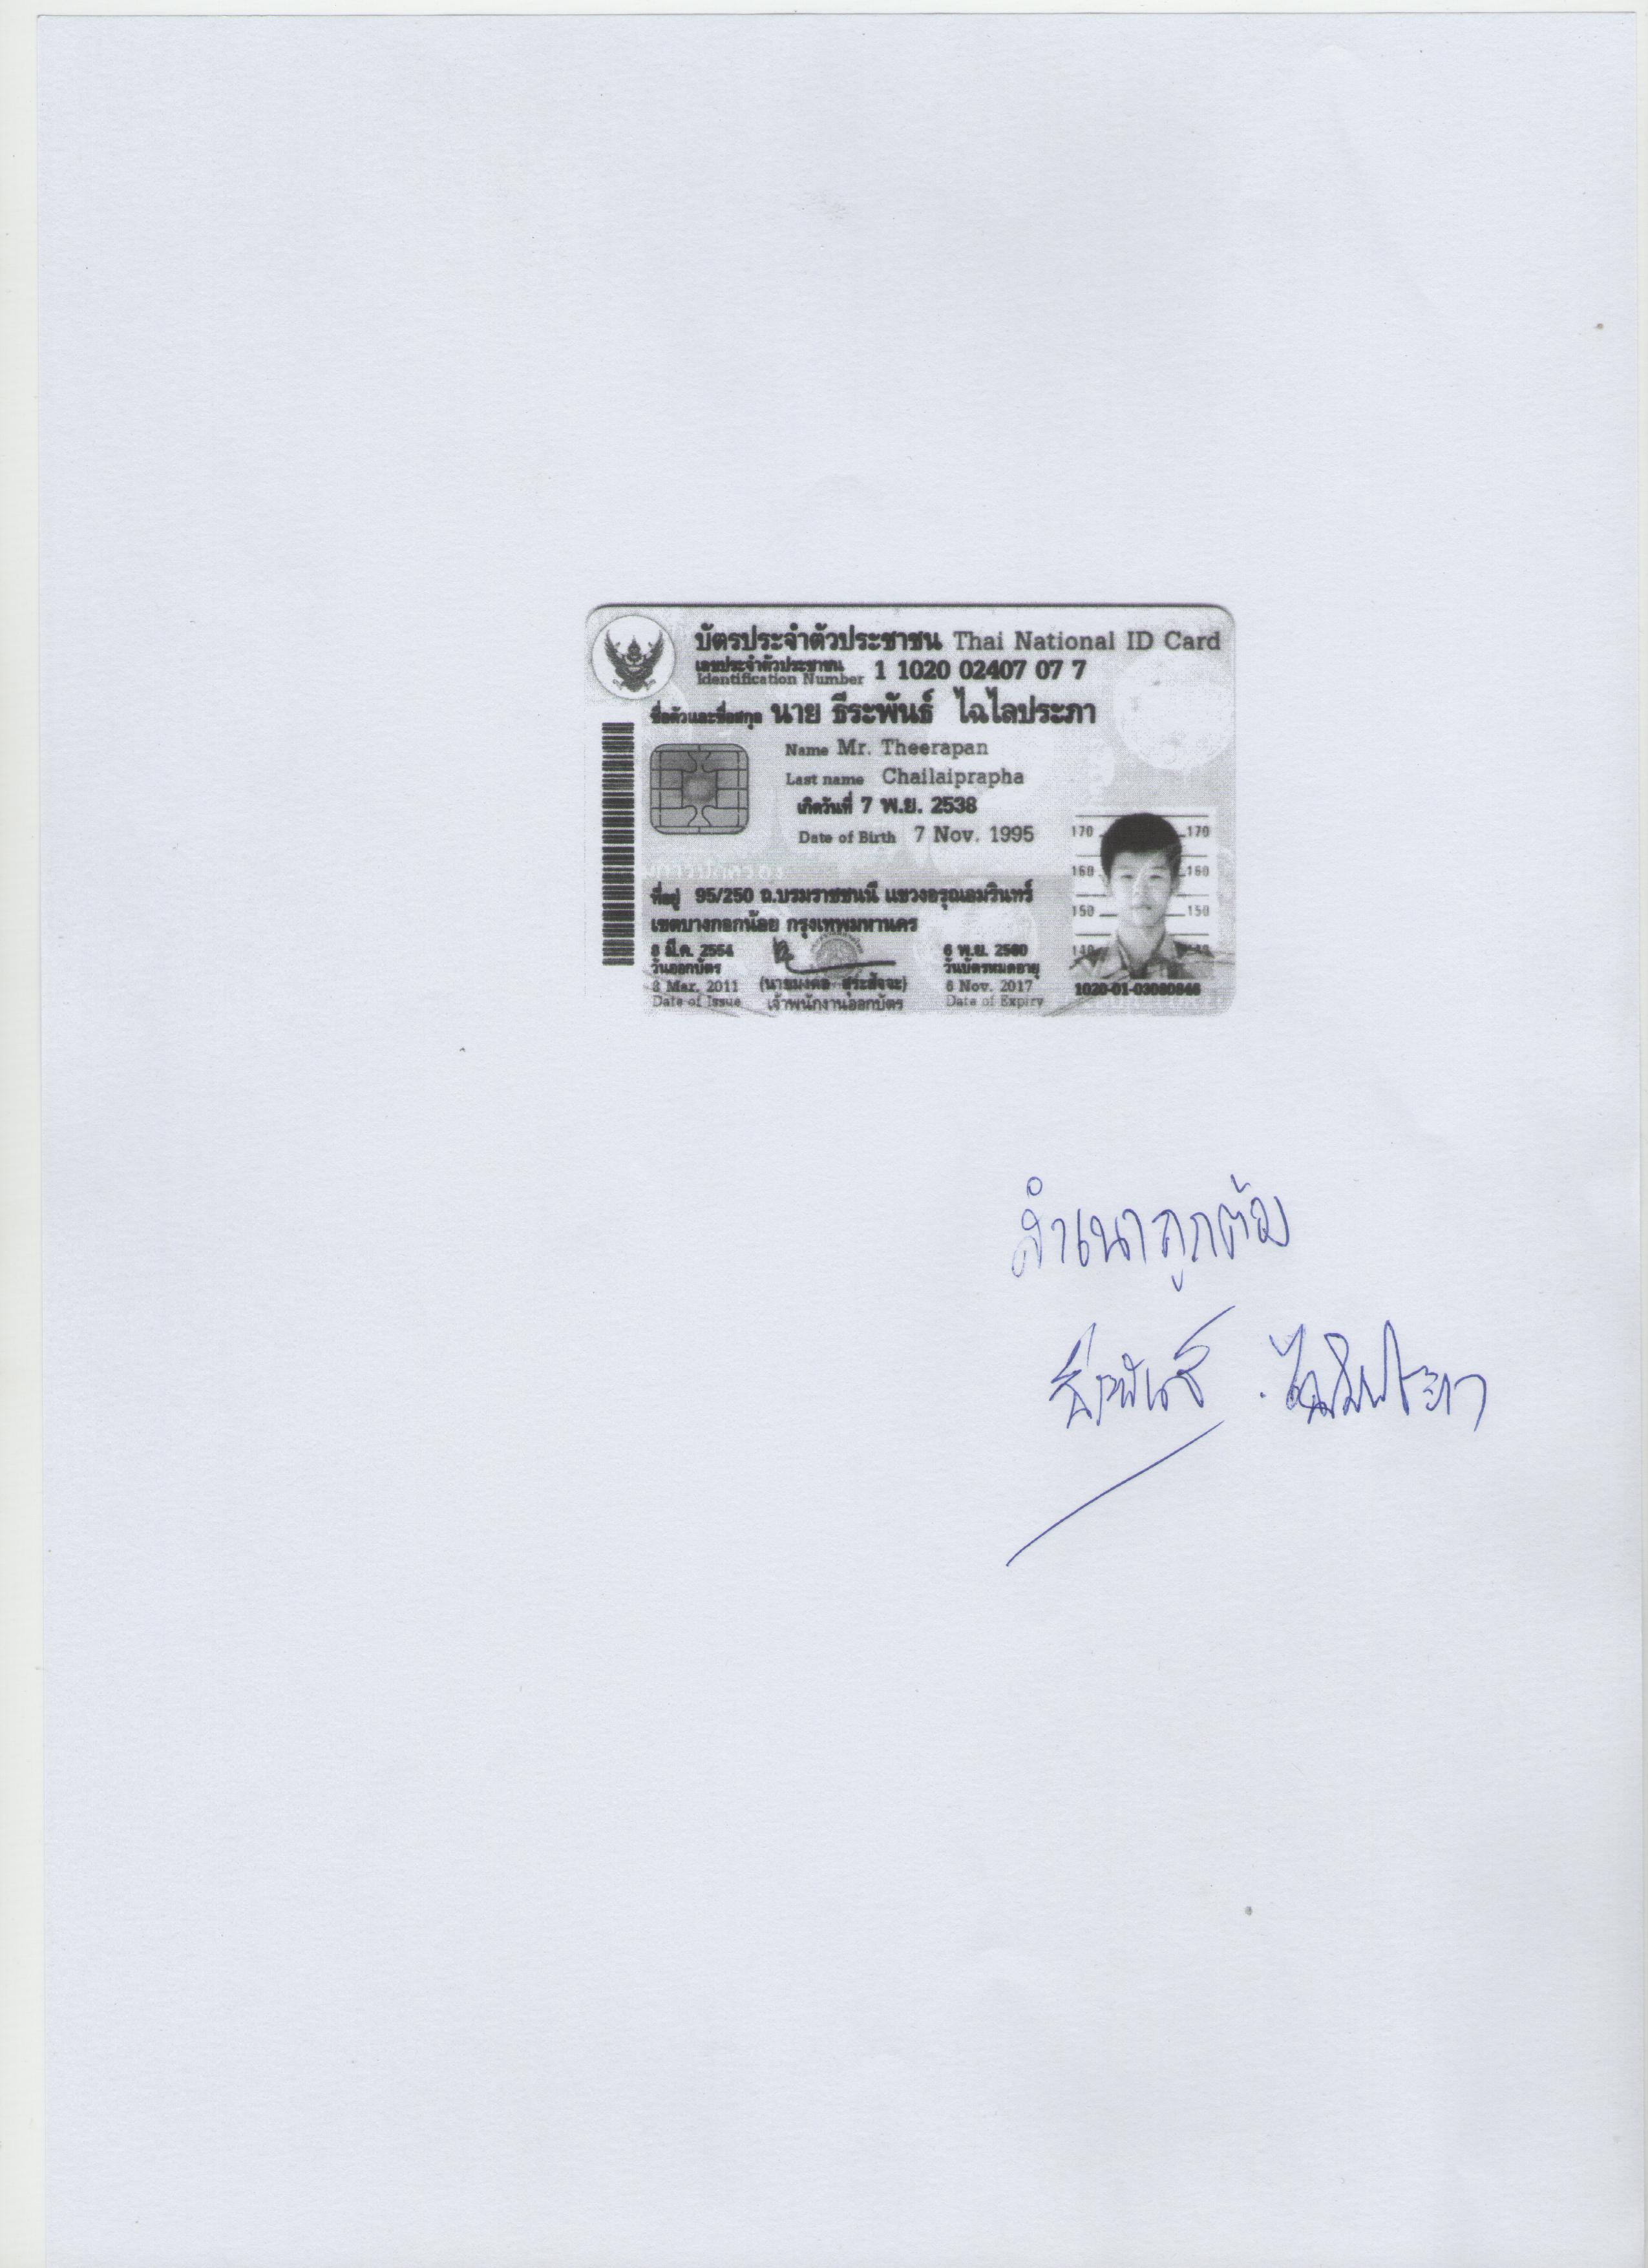 บัตรประจำตัวประชาชน Thai National ID Card
เลขประจำตัวประชาชน
Identification Number 1 1020 02407 07 7
ชื่อตัวและชื่อสกุล นาย ธีระพันธ์ ไฉไลประภา
Name Mr. Theerapan
Last name Chailaiprapha
เกิดวันที่ 7 พ.ย. 2538
Date of Birth 7 Nov. 1995
ที่อยู่ 95/250 ถ.บรมราชชนนี แขวงอรุณอมรินทร์
เขตบางกอกน้อย กรุงเทพมหานคร
8 มี.ค. 2554
วันออกบัตร
8 Mar. 2011
Date of Issue
(นายมงคล สุระสัจจะ)
เจ้าพนักงานออกบัตร
6 พ.ย. 2560
วันบัตรหมดอายุ
6 Nov. 2017
Date of Expiry
170 170
160 160
150 150
140 140
สำเนาถูกต้อง
ธีระพันธ์ ไฉไลประภา